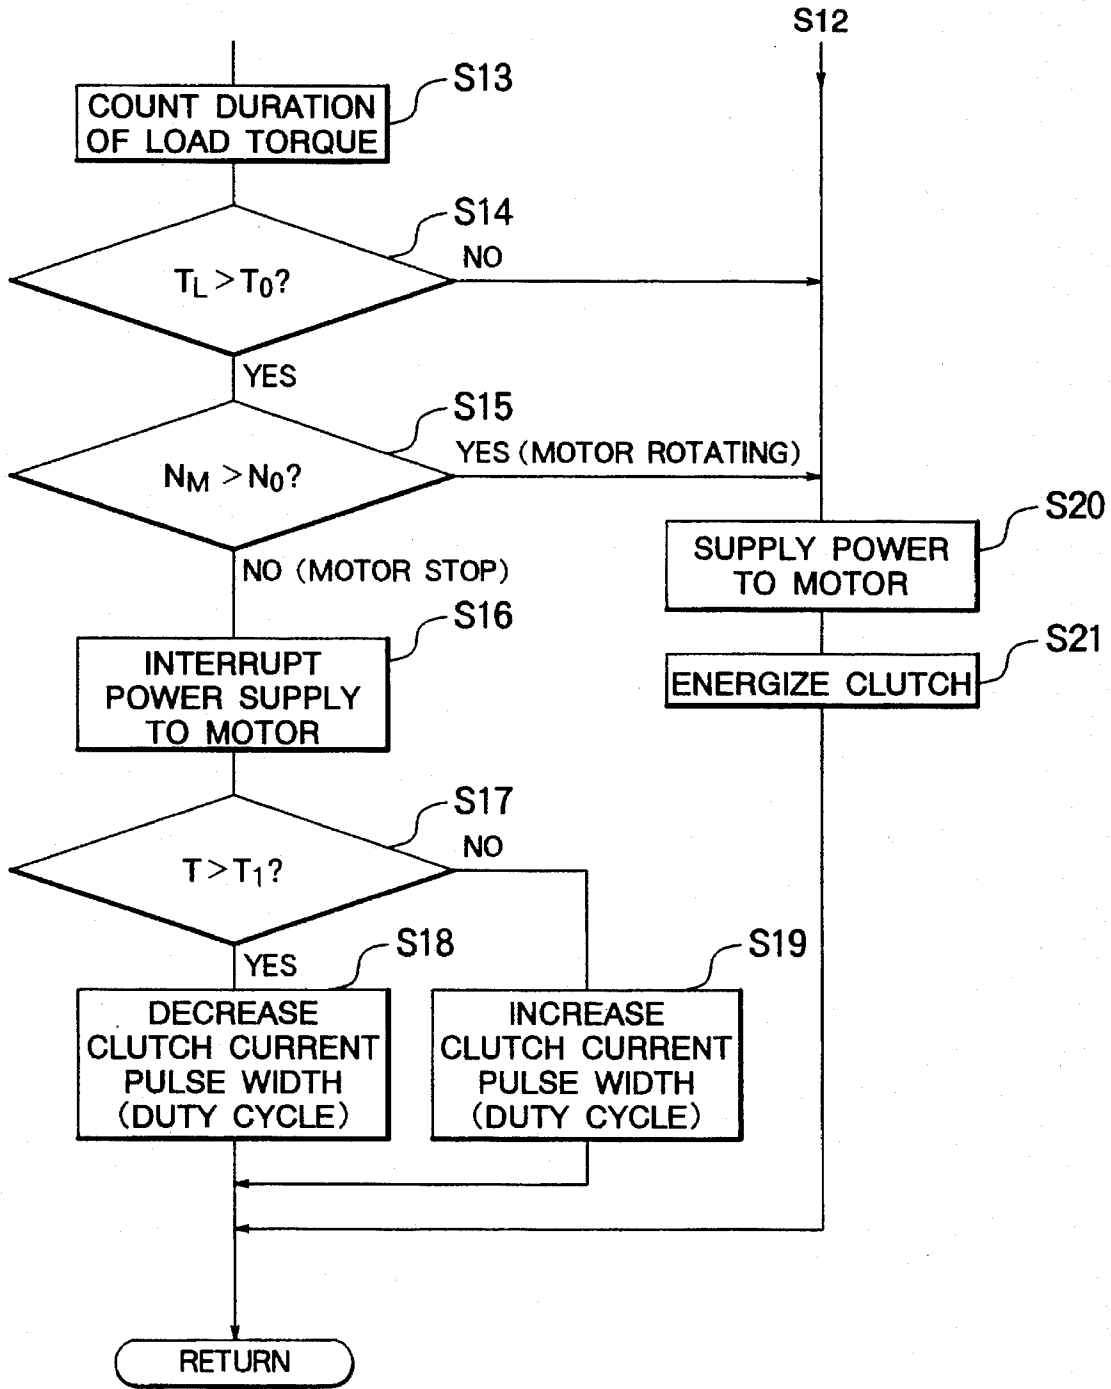 S12
S13
COUNT DURATION
OF LOAD TORQUE
S14
NO
TL > T0?
YES
S15
YES (MOTOR ROTATING)
NM > N0?
NO (MOTOR STOP)
S20
SUPPLY POWER
TO MOTOR
S16
INTERRUPT
POWER SUPPLY
TO MOTOR
S21
ENERGIZE CLUTCH
S17
NO
T > T1?
YES
S18
DECREASE
CLUTCH CURRENT
PULSE WIDTH
(DUTY CYCLE)
S19
INCREASE
CLUTCH CURRENT
PULSE WIDTH
(DUTY CYCLE)
RETURN